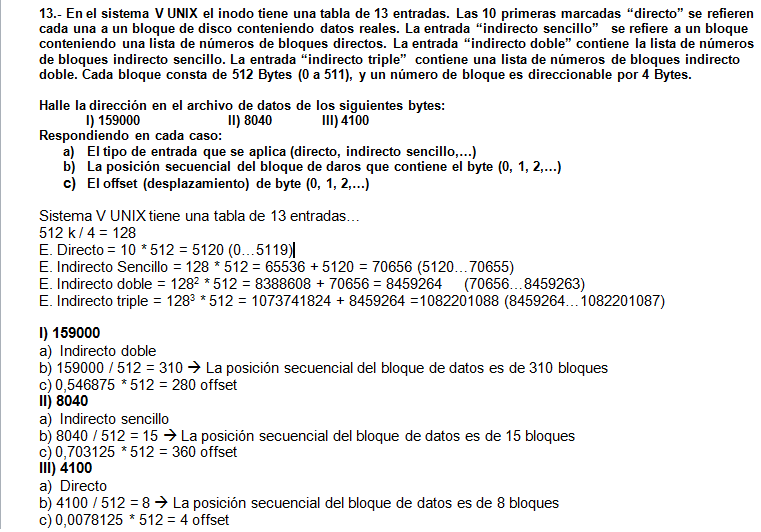 13.- En el sistema V UNIX el inodo tiene una tabla de 13 entradas. Las 10 primeras marcadas “directo” se refieren
cada una a un bloque de disco conteniendo datos reales. La entrada “indirecto sencillo” se refiere a un bloque
conteniendo una lista de números de bloques directos. La entrada “indirecto doble” contiene la lista de números
de bloques indirecto sencillo. La entrada “indirecto triple” contiene una lista de números de bloques indirecto
doble. Cada bloque consta de 512 Bytes (0 a 511), y un número de bloque es direccionable por 4 Bytes.
Halle la dirección en el archivo de datos de los siguientes bytes:
I) 159000 II) 8040 III) 4100
Respondiendo en cada caso:
a) El tipo de entrada que se aplica (directo, indirecto sencillo,...)
b) La posición secuencial del bloque de daros que contiene el byte (0, 1, 2,...)
c) El offset (desplazamiento) de byte (0, 1, 2,...)
Sistema V UNIX tiene una tabla de 13 entradas…
512 k / 4 = 128
E. Directo = 10 * 512 = 5120 (0…5119)
E. Indirecto Sencillo = 128 * 512 = 65536 + 5120 = 70656 (5120…70655)
E. Indirecto doble = 128² * 512 = 8388608 + 70656 = 8459264 (70656…8459263)
E. Indirecto triple = 128³ * 512 = 1073741824 + 8459264 =1082201088 (8459264…1082201087)
I) 159000
a) Indirecto doble
b) 159000 / 512 = 310 → La posición secuencial del bloque de datos es de 310 bloques
c) 0,546875 * 512 = 280 offset
II) 8040
a) Indirecto sencillo
b) 8040 / 512 = 15 → La posición secuencial del bloque de datos es de 15 bloques
c) 0,703125 * 512 = 360 offset
III) 4100
a) Directo
b) 4100 / 512 = 8 → La posición secuencial del bloque de datos es de 8 bloques
c) 0,0078125 * 512 = 4 offset